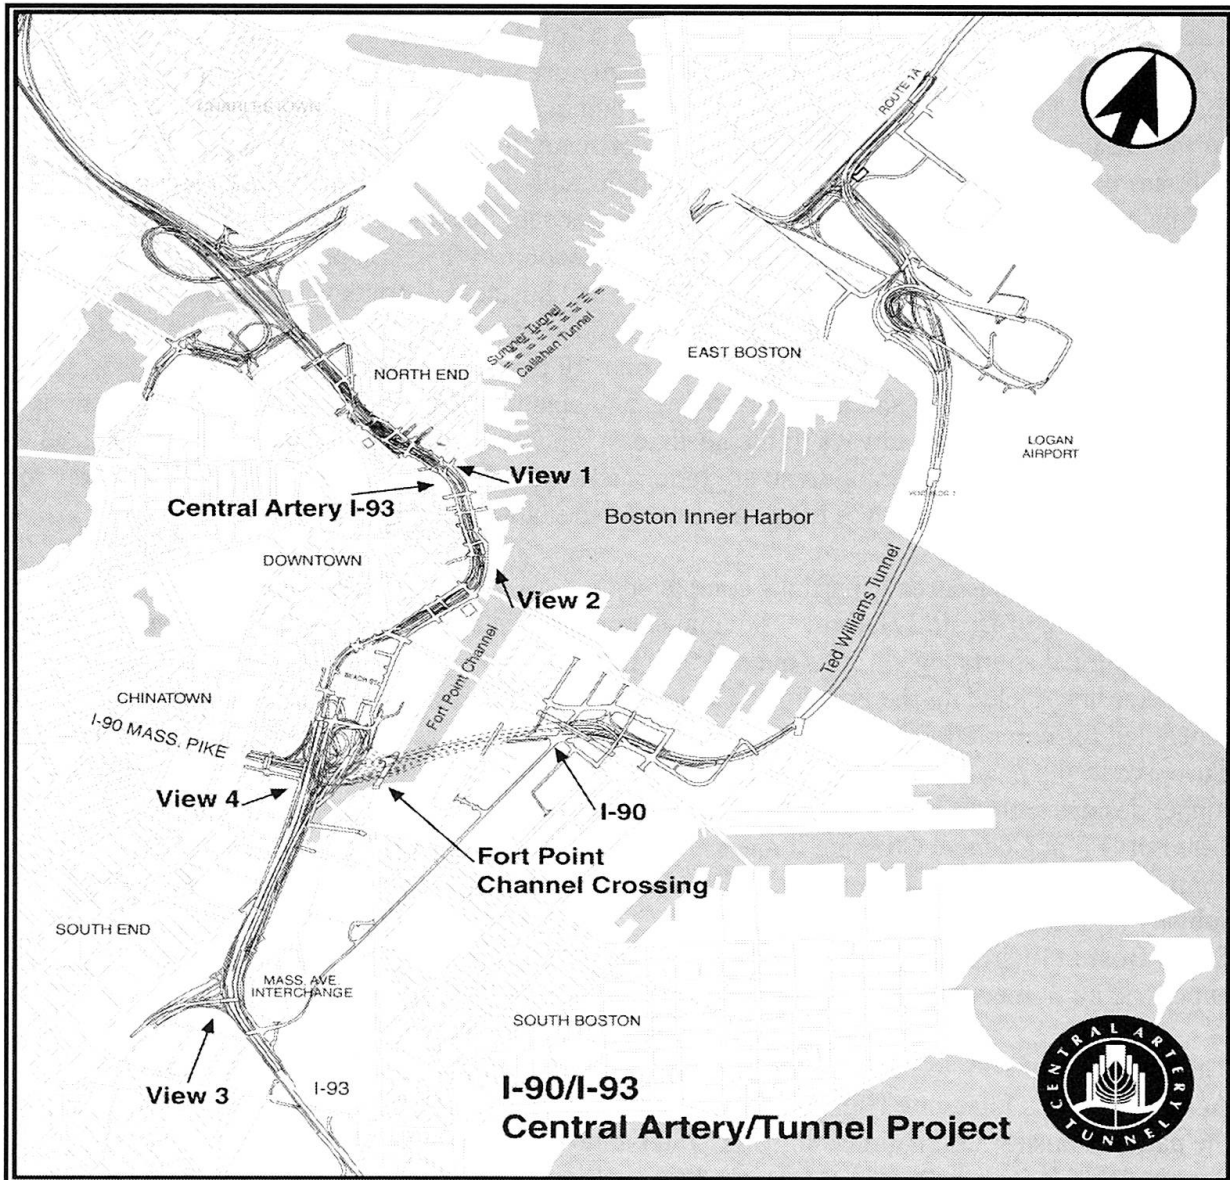 CHARLESTOWN
ROUTE 1A
Sumner Tunnel
Callahan Tunnel
NORTH END
EAST BOSTON
LOGAN
AIRPORT
View 1
Central Artery I-93
Boston Inner Harbor
DOWNTOWN
View 2
Ted Williams Tunnel
Fort Point Channel
BEACH ST.
CHINATOWN
I-90 MASS. PIKE
View 4
I-90
Fort Point
Channel Crossing
SOUTH END
MASS. AVE.
INTERCHANGE
SOUTH BOSTON
View 3
I-93
I-90/I-93
Central Artery/Tunnel Project
CENTRAL ARTERY
TUNNEL